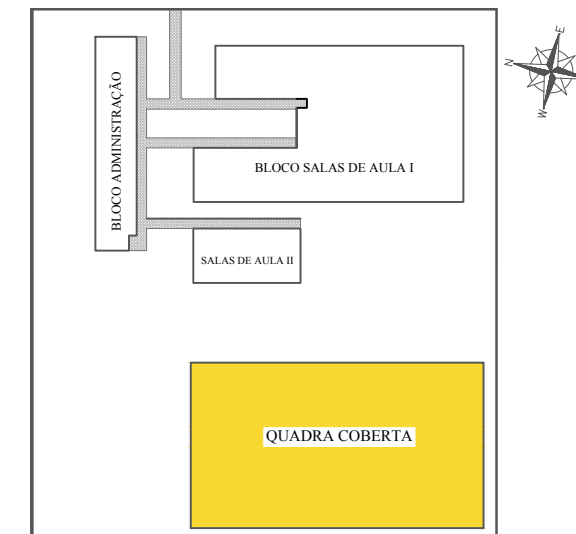 BLOCO ADMINISTRAÇÃO
BLOCO SALAS DE AULA I
SALAS DE AULA II
QUADRA COBERTA
E
N
W